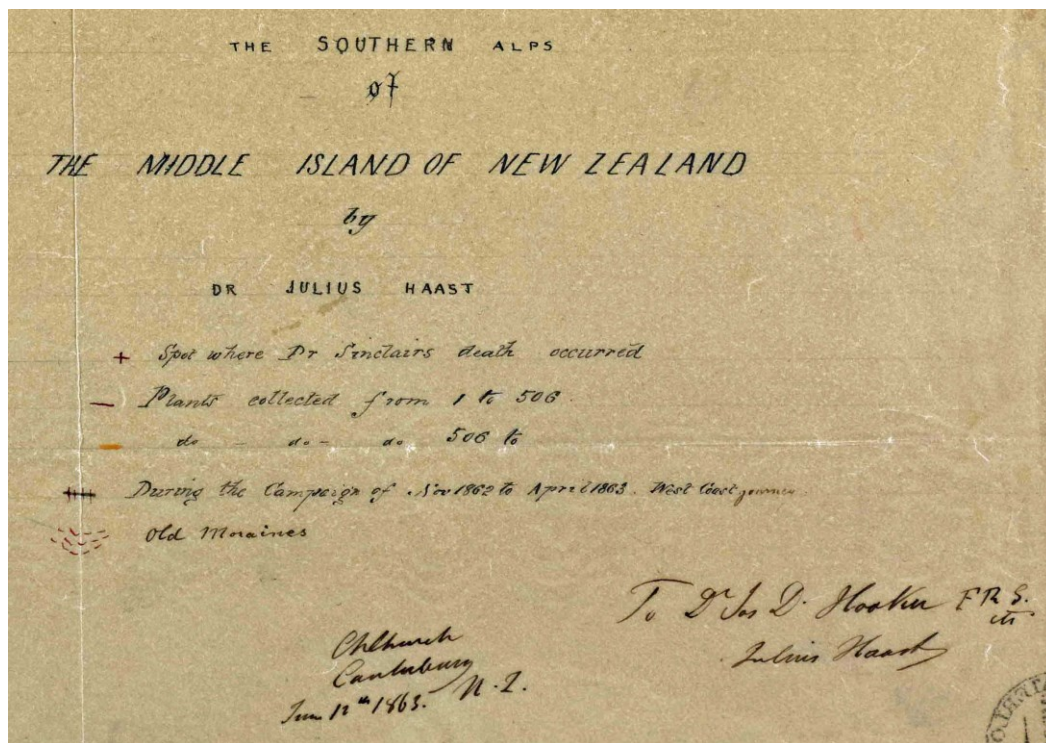 THE SOUTHERN ALPS
of
THE MIDDLE ISLAND OF NEW ZEALAND
by
DR JULIUS HAAST
Spot where Dr Sinclairs death occurred
Plants collected from 1 to 506.
do - do - do 506 to
During the Campaign of Nov 1862 to April 1863. West Coast journey
Old Moraines
To Dr Jos D. Hooker F R S.
Julius Haast
Chchurch
Canterbury
12th 1863. N. Z.